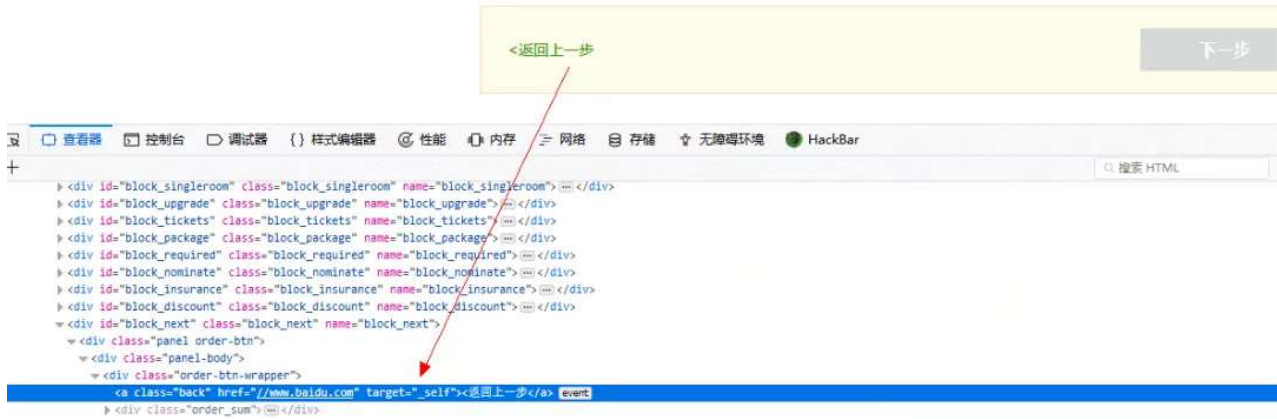 <返回上一步
下一步
查看器 控制台 调试器 {} 样式编辑器 性能 内存 网络 存储 无障碍环境 HackBar
+ 搜索 HTML
<div id="block_singleroom" class="block_singleroom" name="block_singleroom">⋯</div>
<div id="block_upgrade" class="block_upgrade" name="block_upgrade">⋯</div>
<div id="block_tickets" class="block_tickets" name="block_tickets">⋯</div>
<div id="block_package" class="block_package" name="block_package">⋯</div>
<div id="block_required" class="block_required" name="block_required">⋯</div>
<div id="block_nominate" class="block_nominate" name="block_nominate">⋯</div>
<div id="block_insurance" class="block_insurance" name="block_insurance">⋯</div>
<div id="block_discount" class="block_discount" name="block_discount">⋯</div>
<div id="block_next" class="block_next" name="block_next">
<div class="panel order-btn">
<div class="panel-body">
<div class="order-btn-wrapper">
<a class="back" href="//www.baidu.com" target="_self"><返回上一步</a> event
<div class="order_sum">⋯</div>